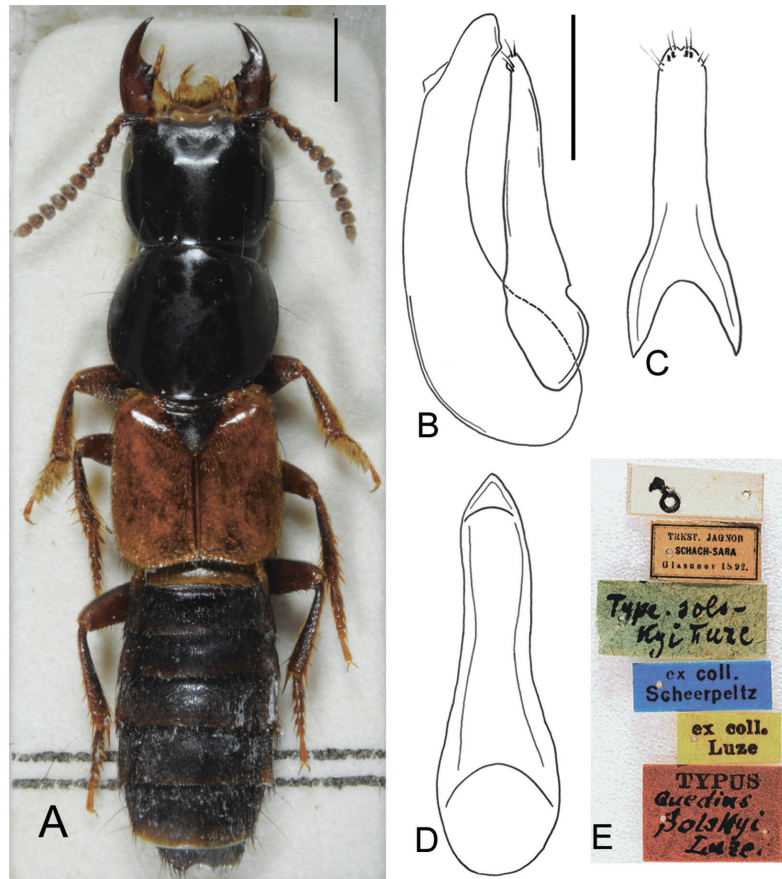 A
B
C
D
E
♂
TRKST. JAGNOB
SCHACH-SARA
Glasunov 1892.
Type. sols-
kyi Luze
ex coll.
Scheerpeltz
ex coll.
Luze
TYPUS
Quedius
Solskyi
Luze.